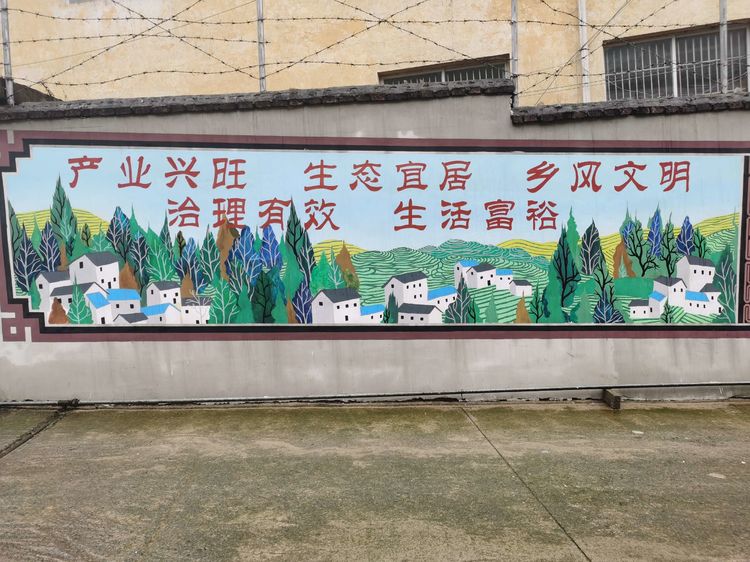 产业兴旺 生态宜居 乡风文明
治理有效 生活富裕